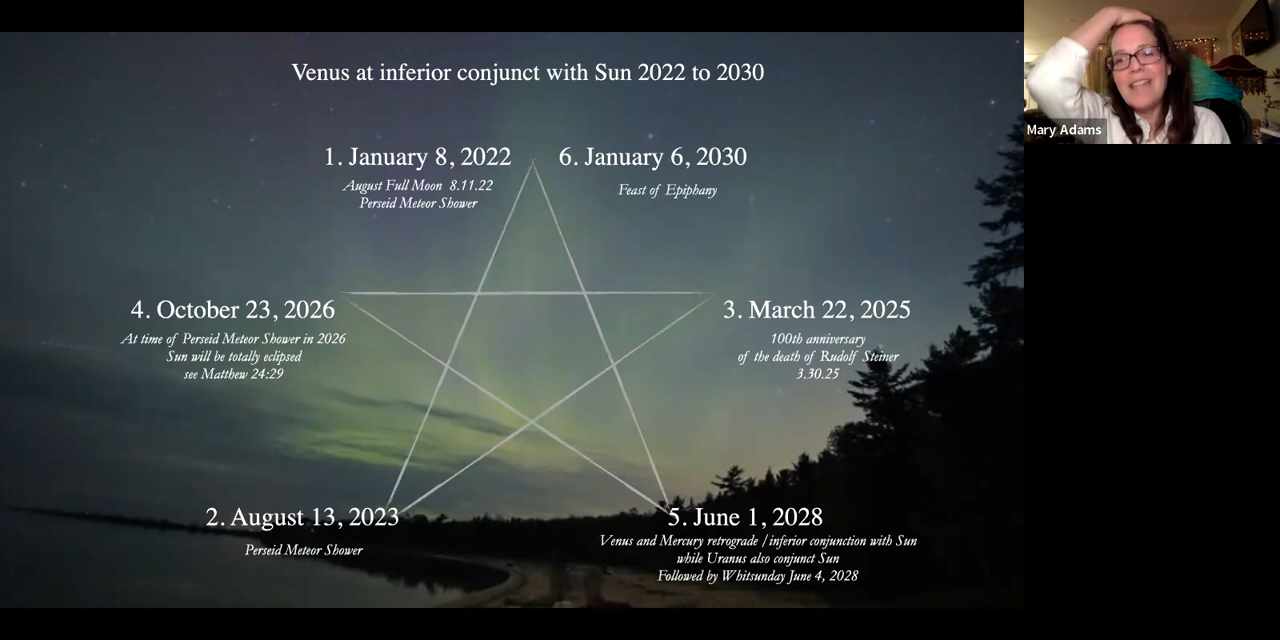 Venus at inferior conjunct with Sun 2022 to 2030
1. January 8, 2022
August Full Moon 8.11.22
Perseid Meteor Shower
6. January 6, 2030
Feast of Epiphany
4. October 23, 2026
At time of Perseid Meteor Shower in 2026
Sun will be totally eclipsed
see Matthew 24:29
3. March 22, 2025
100th anniversary
of the death of Rudolf Steiner
3.30.25
2. August 13, 2023
Perseid Meteor Shower
5. June 1, 2028
Venus and Mercury retrograde /inferior conjunction with Sun
while Uranus also conjunct Sun
Followed by Whitsunday June 4, 2028
Mary Adams